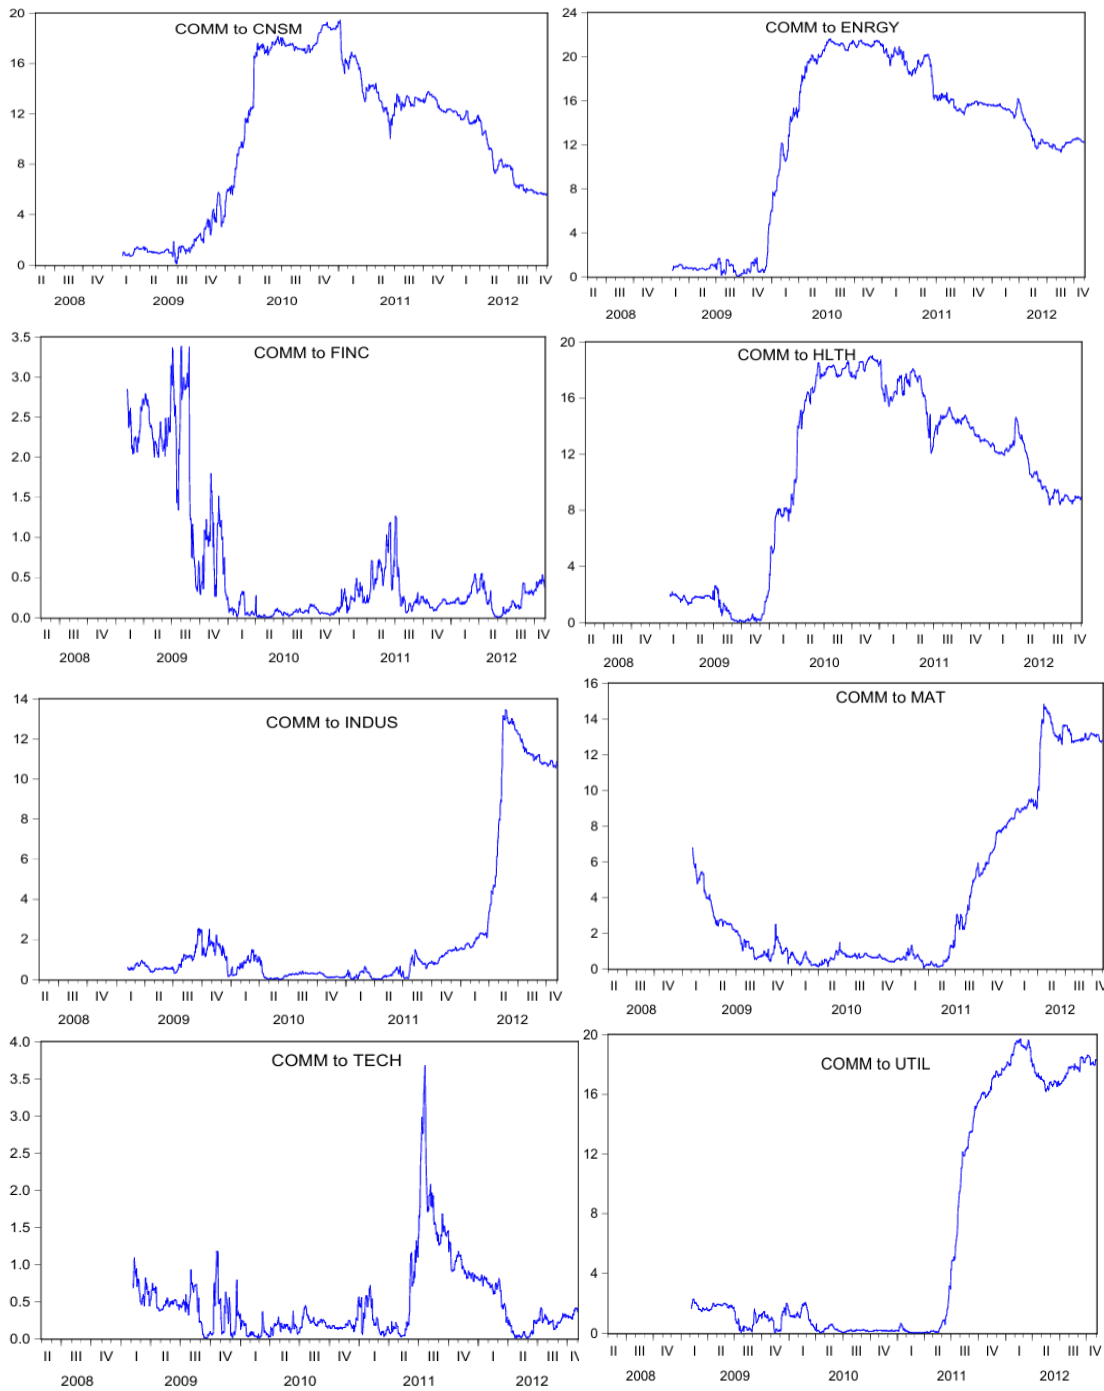 COMM to CNSM
20
16
12
8
4
0
II III IV I II III IV I II III IV I II III IV I II III IV
2008 2009 2010 2011 2012
COMM to ENRGY
24
20
16
12
8
4
0
II III IV I II III IV I II III IV I II III IV I II III IV
2008 2009 2010 2011 2012
COMM to FINC
3.5
3.0
2.5
2.0
1.5
1.0
0.5
0.0
II III IV I II III IV I II III IV I II III IV I II III IV
2008 2009 2010 2011 2012
COMM to HLTH
20
16
12
8
4
0
II III IV I II III IV I II III IV I II III IV I II III IV
2008 2009 2010 2011 2012
COMM to INDUS
14
12
10
8
6
4
2
0
II III IV I II III IV I II III IV I II III IV I II III IV
2008 2009 2010 2011 2012
COMM to MAT
16
14
12
10
8
6
4
2
0
II III IV I II III IV I II III IV I II III IV I II III IV
2008 2009 2010 2011 2012
COMM to TECH
4.0
3.5
3.0
2.5
2.0
1.5
1.0
0.5
0.0
II III IV I II III IV I II III IV I II III IV I II III IV
2008 2009 2010 2011 2012
COMM to UTIL
20
16
12
8
4
0
II III IV I II III IV I II III IV I II III IV I II III IV
2008 2009 2010 2011 2012